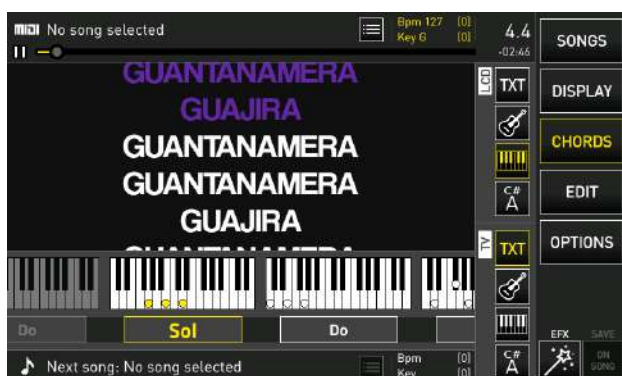 MIDI No song selected
Bpm 127 [0]
Key G [0]
4.4
-02:46
SONGS
GUANTANAMERA
GUAJIRA
GUANTANAMERA
GUANTANAMERA
GUAJIRA
GUANTANAMERA
LCD
TXT
C#
A
TV
TXT
C#
A
DISPLAY
CHORDS
EDIT
OPTIONS
Do
Sol
Do
EFX
SAVE
ON
SONG
Next song: No song selected
Bpm [0]
Key [0]